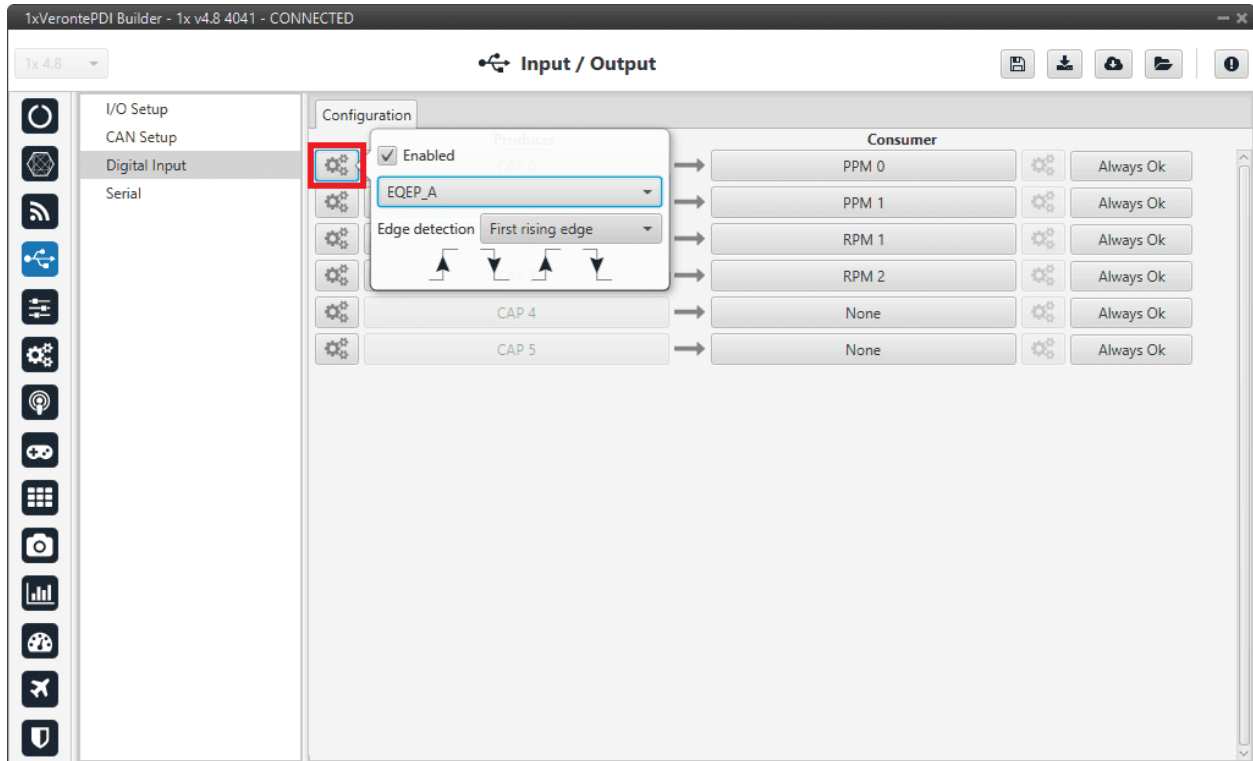 1xVerontePDI Builder - 1x v4.8 4041 - CONNECTED
1x 4.8
Input / Output
I/O Setup
CAN Setup
Digital Input
Serial
Configuration
Producer
Consumer
Enabled
EQEP_A
Edge detection First rising edge
CAP 0
PPM 0
Always Ok
PPM 1
Always Ok
RPM 1
Always Ok
RPM 2
Always Ok
CAP 4
None
Always Ok
CAP 5
None
Always Ok